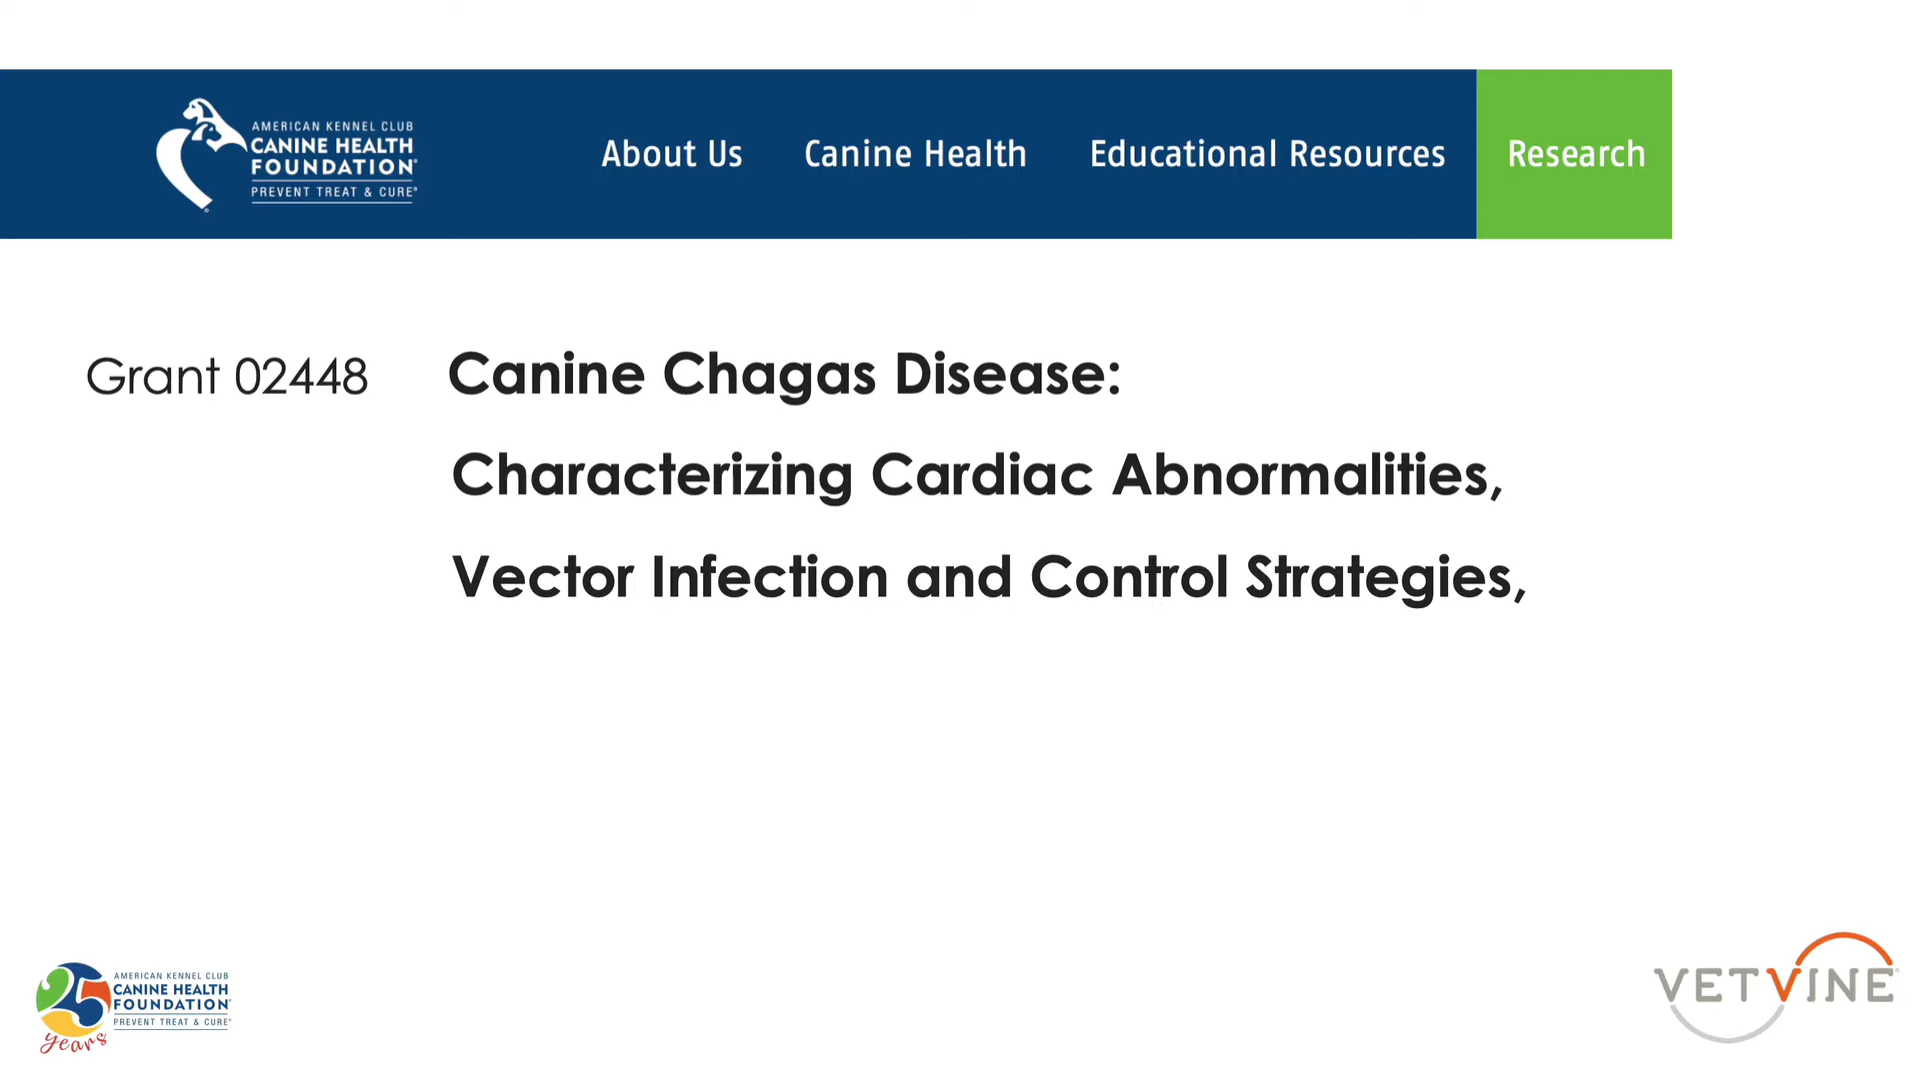 AMERICAN KENNEL CLUB
CANINE HEALTH
FOUNDATION®
PREVENT TREAT & CURE®
About Us
Canine Health
Educational Resources
Research
Grant 02448
Canine Chagas Disease:
Characterizing Cardiac Abnormalities,
Vector Infection and Control Strategies,
25
years
AMERICAN KENNEL CLUB
CANINE HEALTH
FOUNDATION®
PREVENT TREAT & CURE®
VETVINE®